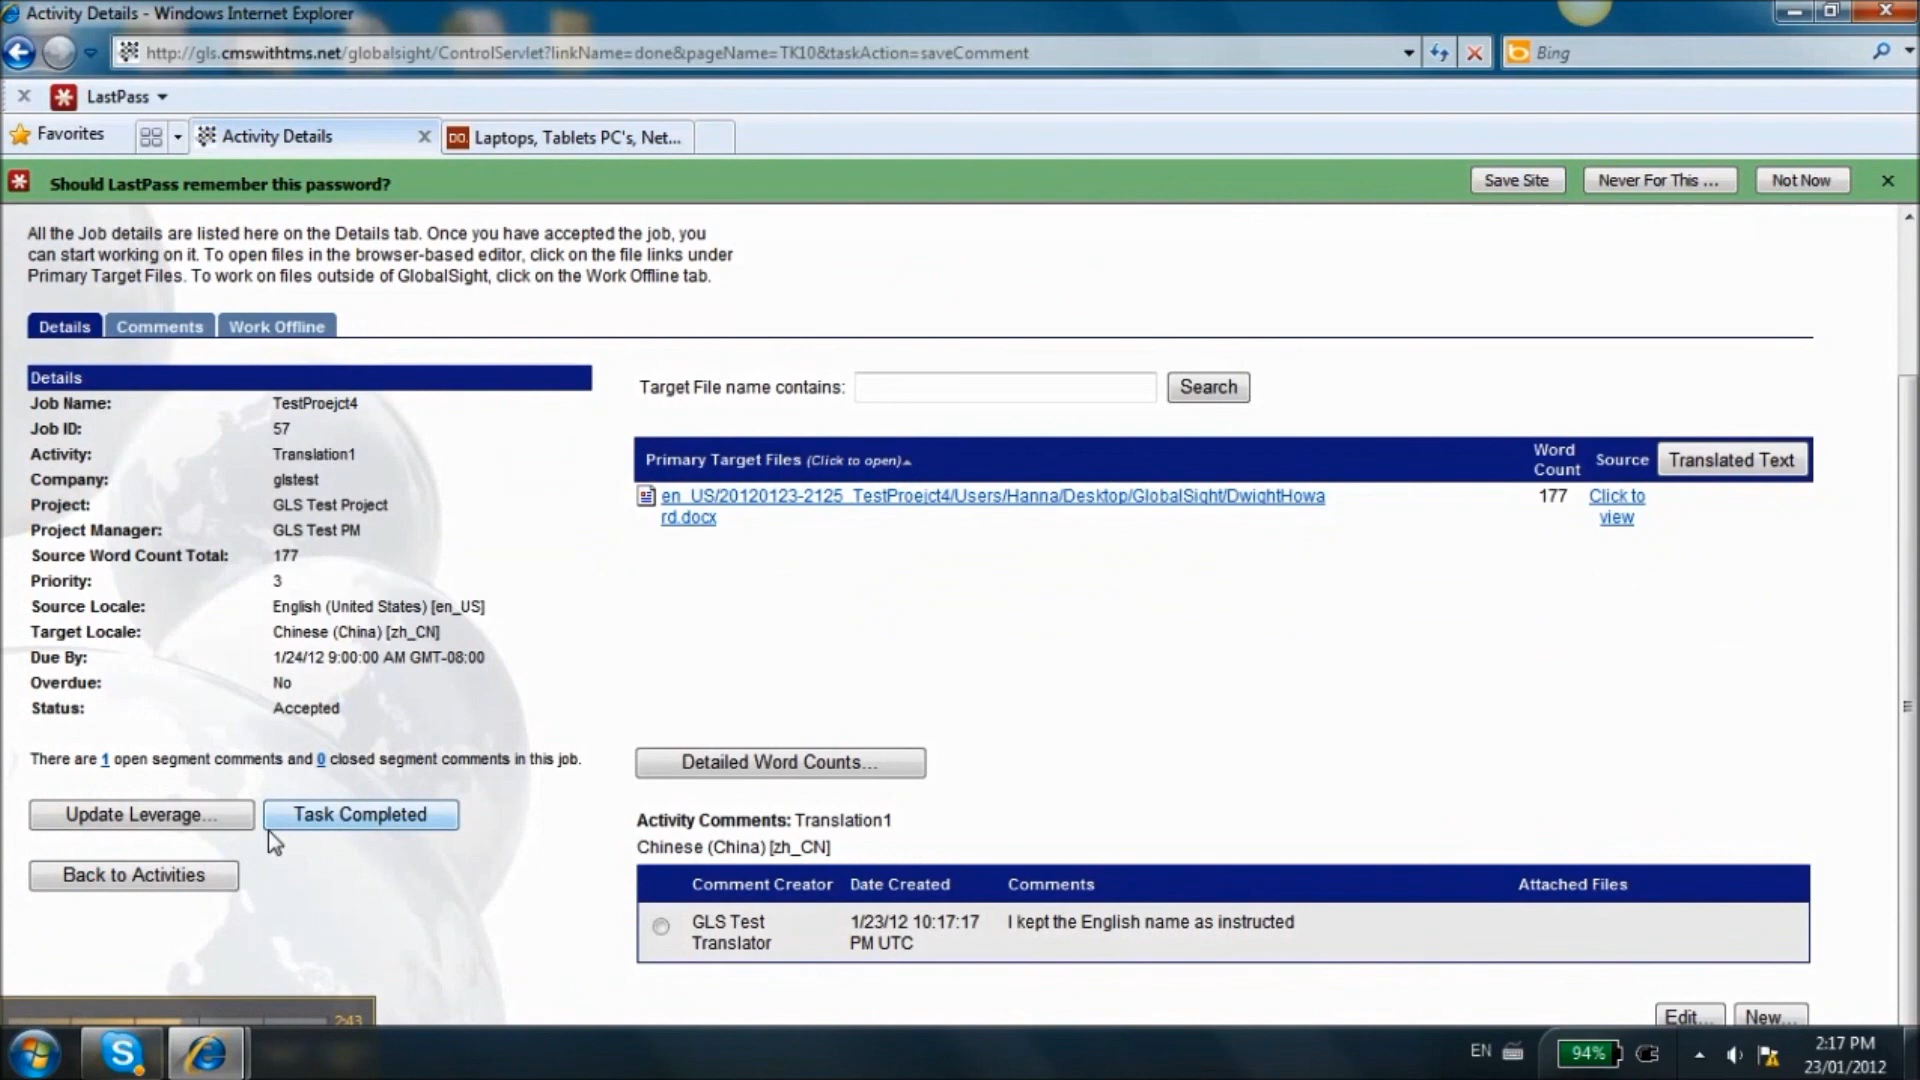 Activity Details - Windows Internet Explorer
http://gls.cmswithtms.net/globalsight/ControlServlet?linkName=done&pageName=TK10&taskAction=saveComment
Bing
LastPass
Favorites
Activity Details
DO.
Laptops, Tablets PC's, Net...
Should LastPass remember this password?
Save Site
Never For This ...
Not Now
All the Job details are listed here on the Details tab. Once you have accepted the job, you
can start working on it. To open files in the browser-based editor, click on the file links under
Primary Target Files. To work on files outside of GlobalSight, click on the Work Offline tab.
Details
Comments
Work Offline
Details
Job Name: TestProejct4
Job ID: 57
Activity: Translation1
Company: glstest
Project: GLS Test Project
Project Manager: GLS Test PM
Source Word Count Total: 177
Priority: 3
Source Locale: English (United States) [en_US]
Target Locale: Chinese (China) [zh_CN]
Due By: 1/24/12 9:00:00 AM GMT-08:00
Overdue: No
Status: Accepted
There are 1 open segment comments and 0 closed segment comments in this job.
Update Leverage...
Task Completed
Back to Activities
Target File name contains:
Search
Primary Target Files (Click to open)
Word Count
Source
Translated Text
en_US/20120123-2125_TestProejct4/Users/Hanna/Desktop/GlobalSight/DwightHowa
rd.docx
177
Click to
view
Detailed Word Counts...
Activity Comments: Translation1
Chinese (China) [zh_CN]
Comment Creator
Date Created
Comments
Attached Files
GLS Test
Translator
1/23/12 10:17:17
PM UTC
I kept the English name as instructed
Edit...
New...
2:43
EN
94%
2:17 PM
23/01/2012